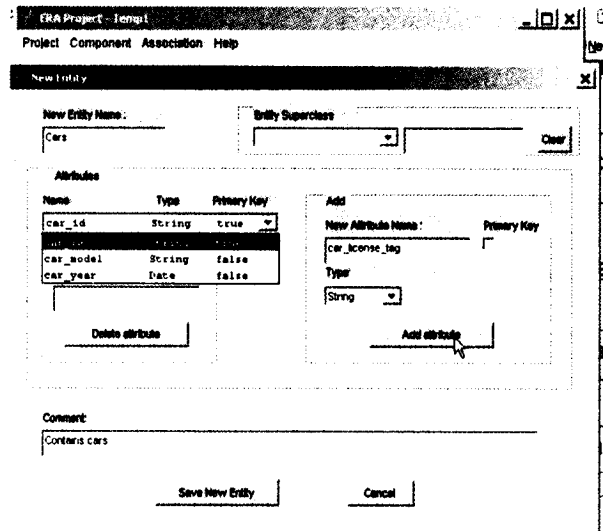 ERA Project - Temp1
Project Component Association Help
Ne
New Entity
New Entity Name :
Entity Superclass
Cars
Clear
Attributes
Name Type Primary Key
Add
car_id String true
New Attribute Name : Primary Key
car_license_tag
car_model String false
car_year Date false
Type
String
Delete attribute
Add attribute
Comment:
Contains cars
Save New Entity
Cancel